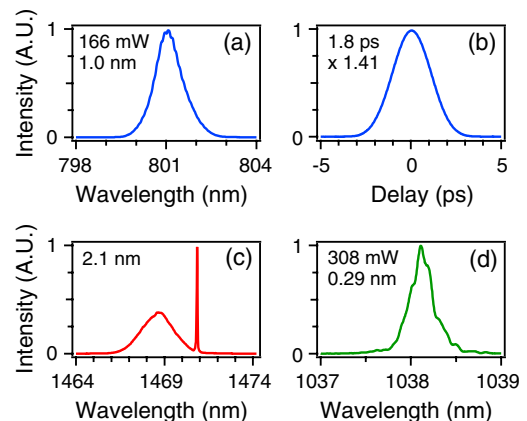 Intensity (A.U.)
1
0
166 mW
1.0 nm
(a)
798
801
804
Wavelength (nm)
1
0
1.8 ps
x 1.41
(b)
-5
0
5
Delay (ps)
Intensity (A.U.)
1
0
2.1 nm
(c)
1464
1469
1474
Wavelength (nm)
1
0
308 mW
0.29 nm
(d)
1037
1038
1039
Wavelength (nm)